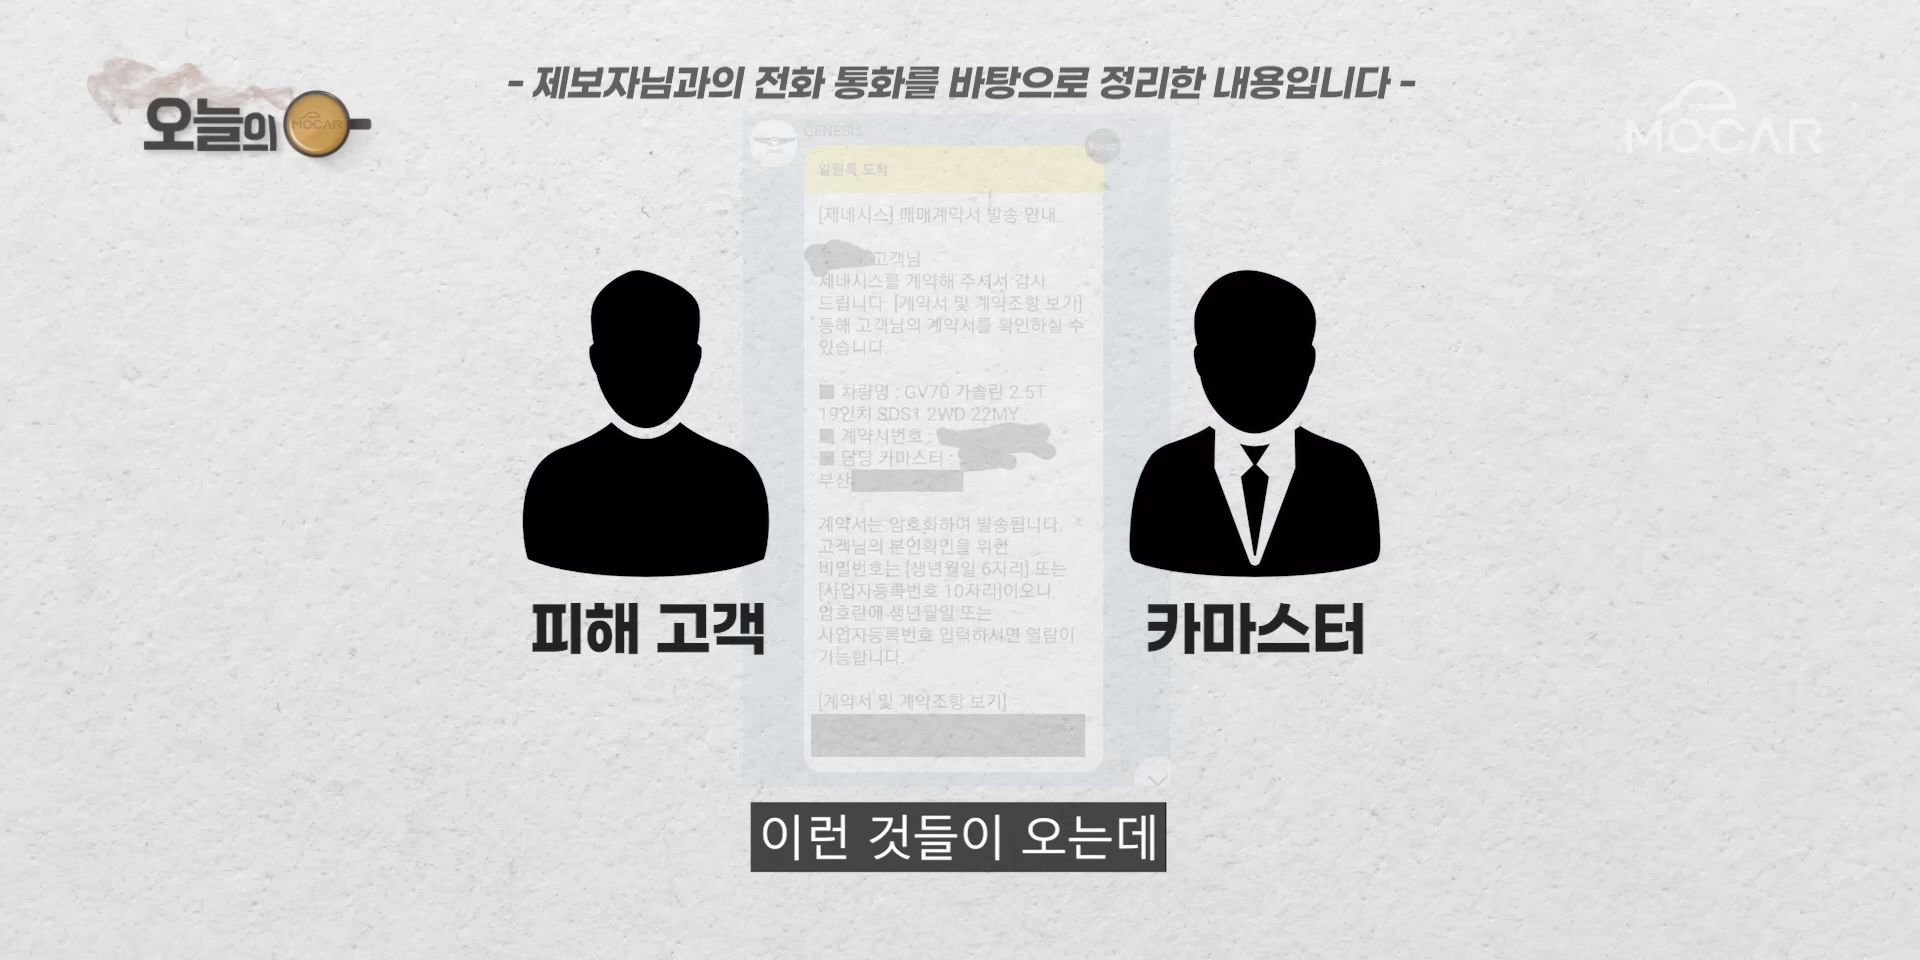 - 제보자님과의 전화 통화를 바탕으로 정리한 내용입니다 -
오늘의
MOCAR
MOCAR
GENESIS
kakao
알림톡 도착
[제네시스] 매매계약서 발송 안내
고객님
제네시스를 계약해 주셔서 감사
드립니다. [계약서 및 계약조항 보기]
통해 고객님의 계약서를 확인하실 수
있습니다.
■ 차량명 : GV70 가솔린 2.5T
19인치 SDS1 2WD 22MY
■ 계약서번호 :
■ 담당 카마스터 :
부산
계약서는 암호화하여 발송됩니다.
고객님의 본인확인을 위한
비밀번호는 [생년월일 6자리] 또는
[사업자등록번호 10자리]이오니,
암호란에 생년월일 또는
사업자등록번호 입력하시면 열람이
가능합니다.
[계약서 및 계약조항 보기]
피해 고객
카마스터
이런 것들이 오는데